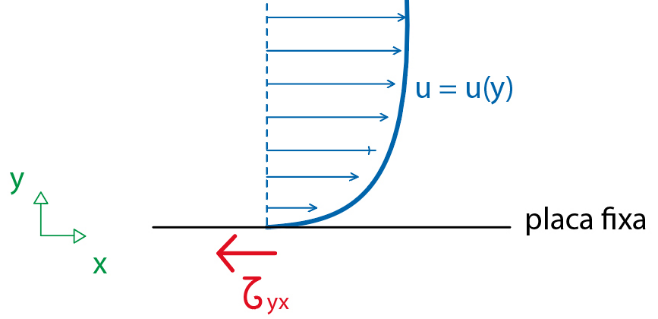 u = u(y)
y
placa fixa
x
τyx